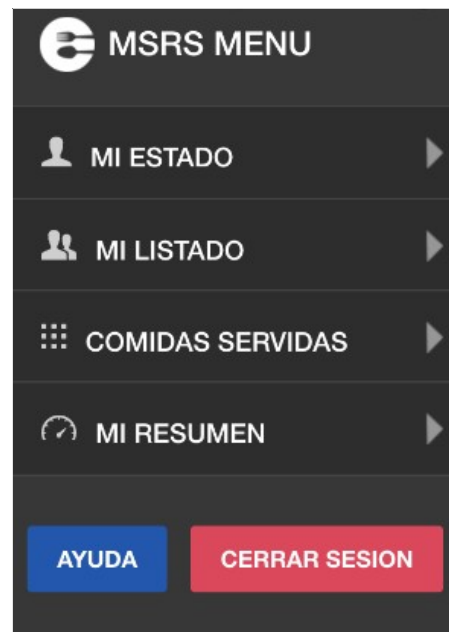 MSRS MENU
MI ESTADO
MI LISTADO
COMIDAS SERVIDAS
MI RESUMEN
AYUDA
CERRAR SESION